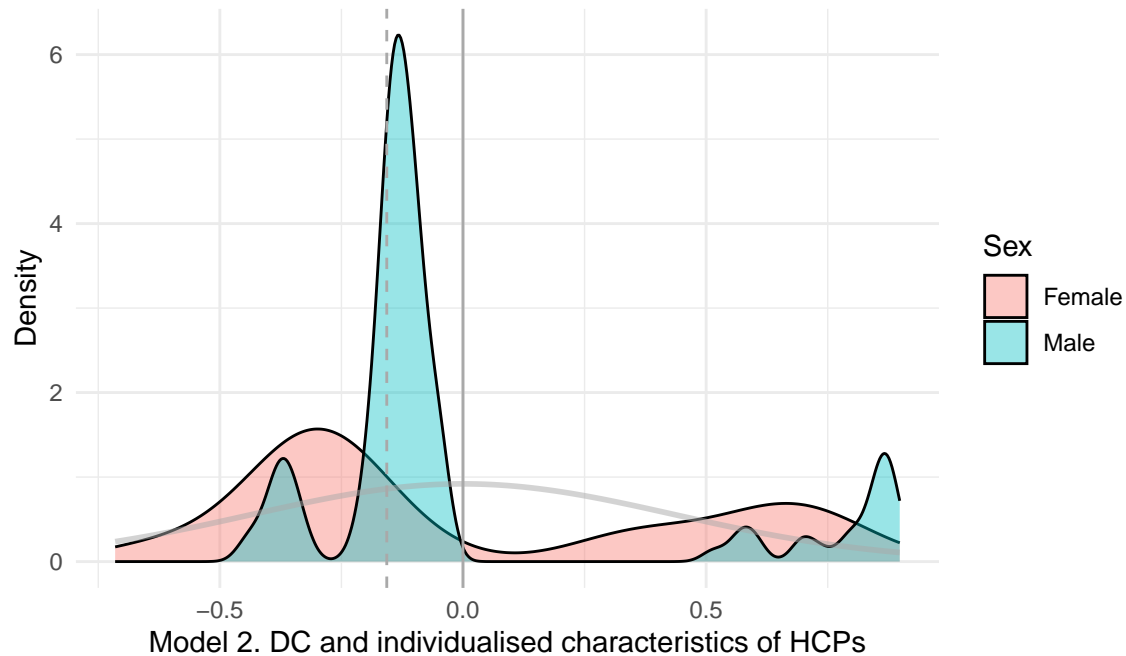 6
4
2
0
Density
−0.5
0.0
0.5
Model 2. DC and individualised characteristics of HCPs
Sex
Female
Male